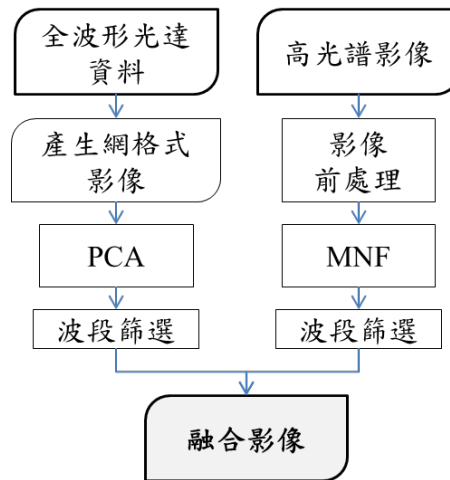 全波形光達
資料
產生網格式
影像
PCA
波段篩選
高光譜影像
影像
前處理
MNF
波段篩選
融合影像